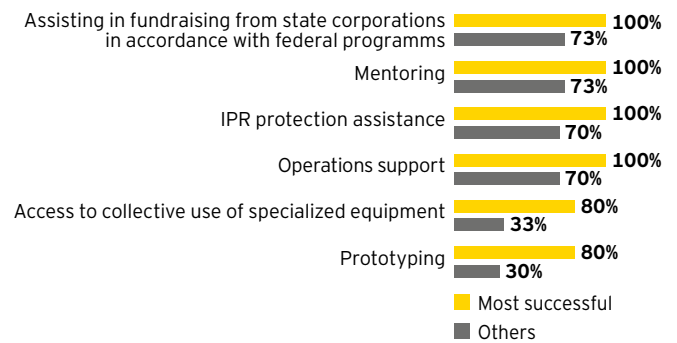 Assisting in fundraising from state corporations
in accordance with federal programms
100%
73%
Mentoring
100%
73%
IPR protection assistance
100%
70%
Operations support
100%
70%
Access to collective use of specialized equipment
80%
33%
Prototyping
80%
30%
Most successful
Others